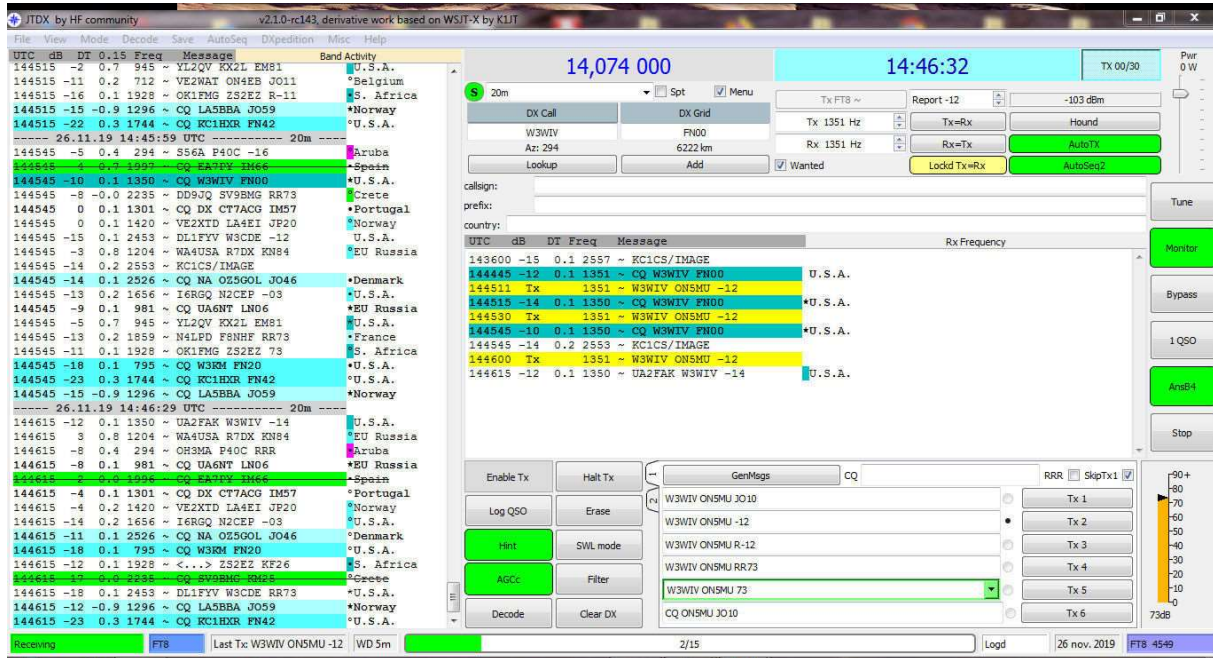 JTDX by HF community v2.1.0-rc143, derivative work based on WSJT-X by K1JT
File View Mode Decode Save AutoSeq DXpedition Misc Help
UTC dB DT 0.15 Freq Message Band Activity
144515 -2 0.7 945 ~ YL2QV KX2L EM81 °U.S.A.
144515 -11 0.2 712 ~ VE2WAT ON4EB JO11 °Belgium
144515 -16 0.1 1928 ~ OK1FMG ZS2EZ R-11 •S. Africa
144515 -15 -0.9 1296 ~ CQ LA5BBA JO59 *Norway
144515 -22 0.3 1744 ~ CQ KC1HXR FN42 °U.S.A.
----- 26.11.19 14:45:59 UTC ---------- 20m ----
144545 -5 0.4 294 ~ S56A P40C -16 •Aruba
144545 4 0.7 1997 ~ CQ EA7PY IM66 •Spain
144545 -10 0.1 1350 ~ CQ W3WIV FN00 *U.S.A.
144545 -8 -0.0 2235 ~ DD9JQ SV9BMG RR73 °Crete
144545 0 0.1 1301 ~ CQ DX CT7ACG IM57 •Portugal
144545 0 0.1 1420 ~ VE2XTD LA4EI JP20 °Norway
144545 -15 0.1 2453 ~ DL1FYV W3CDE -12 U.S.A.
144545 -3 0.8 1204 ~ WA4USA R7DX KN84 °EU Russia
144545 -14 0.2 2553 ~ KC1CS/IMAGE
144545 -14 0.1 2526 ~ CQ NA OZ5GOL JO46 •Denmark
144545 -13 0.2 1656 ~ I6RGQ N2CEP -03 •U.S.A.
144545 -9 0.1 981 ~ CQ UA6NT LN06 *EU Russia
144545 -5 0.7 945 ~ YL2QV KX2L EM81 *U.S.A.
144545 -13 0.2 1859 ~ N4LPD F8NHF RR73 •France
144545 -11 0.1 1928 ~ OK1FMG ZS2EZ 73 *S. Africa
144545 -18 0.1 795 ~ CQ W3KM FN20 •U.S.A.
144545 -23 0.3 1744 ~ CQ KC1HXR FN42 °U.S.A.
144545 -15 -0.9 1296 ~ CQ LA5BBA JO59 *Norway
----- 26.11.19 14:46:29 UTC ---------- 20m ----
144615 -12 0.1 1350 ~ UA2FAK W3WIV -14 U.S.A.
144615 3 0.8 1204 ~ WA4USA R7DX KN84 °EU Russia
144615 -8 0.4 294 ~ OH3MA P40C RRR •Aruba
144615 -8 0.1 981 ~ CQ UA6NT LN06 *EU Russia
144615 2 0.0 1996 ~ CQ EA7PY IM66 •Spain
144615 -4 0.1 1301 ~ CQ DX CT7ACG IM57 °Portugal
144615 -4 0.2 1420 ~ VE2XTD LA4EI JP20 °Norway
144615 -14 0.2 1656 ~ I6RGQ N2CEP -03 °U.S.A.
144615 -11 0.1 2526 ~ CQ NA OZ5GOL JO46 °Denmark
144615 -18 0.1 795 ~ CQ W3KM FN20 °U.S.A.
144615 -12 0.1 1928 ~ <...> ZS2EZ KF26 •S. Africa
144615 17 0.0 2235 ~ CQ SV9BMG KM25 °Crete
144615 -18 0.1 2453 ~ DL1FYV W3CDE RR73 *U.S.A.
144615 -12 -0.9 1296 ~ CQ LA5BBA JO59 *Norway
144615 -23 0.3 1744 ~ CQ KC1HXR FN42 °U.S.A.
14,074 000 14:46:32 TX 00/30 Pwr
0 W
S 20m Spt Menu Tx FT8 ~ Report -12 -103 dBm
DX Call DX Grid Tx 1351 Hz Tx=Rx Hound
W3WIV FN00
Az: 294 6222 km Rx 1351 Hz Rx=Tx AutoTX
Lookup Add Wanted Lockd Tx=Rx AutoSeq2
callsign:
prefix:
country:
UTC dB DT Freq Message Rx Frequency
143600 -15 0.1 2557 ~ KC1CS/IMAGE
144445 -12 0.1 1351 ~ CQ W3WIV FN00 U.S.A.
144511 Tx 1351 ~ W3WIV ON5MU -12
144515 -14 0.1 1350 ~ CQ W3WIV FN00 *U.S.A.
144530 Tx 1351 ~ W3WIV ON5MU -12
144545 -10 0.1 1350 ~ CQ W3WIV FN00 *U.S.A.
144545 -14 0.2 2553 ~ KC1CS/IMAGE
144600 Tx 1351 ~ W3WIV ON5MU -12
144615 -12 0.1 1350 ~ UA2FAK W3WIV -14 U.S.A.
Tune
Monitor
Bypass
1 QSO
AnsB4
Stop
Enable Tx Halt Tx 1 GenMsgs CQ RRR SkipTx1
2 W3WIV ON5MU JO10 Tx 1
Log QSO Erase W3WIV ON5MU -12 Tx 2
Hint SWL mode W3WIV ON5MU R-12 Tx 3
W3WIV ON5MU RR73 Tx 4
AGCc Filter W3WIV ON5MU 73 Tx 5
Decode Clear DX CQ ON5MU JO10 Tx 6
90+
80
70
60
50
40
30
20
10
0
73dB
Receiving FT8 Last Tx: W3WIV ON5MU -12 WD 5m 2/15 Logd 26 nov. 2019 FT8 4549